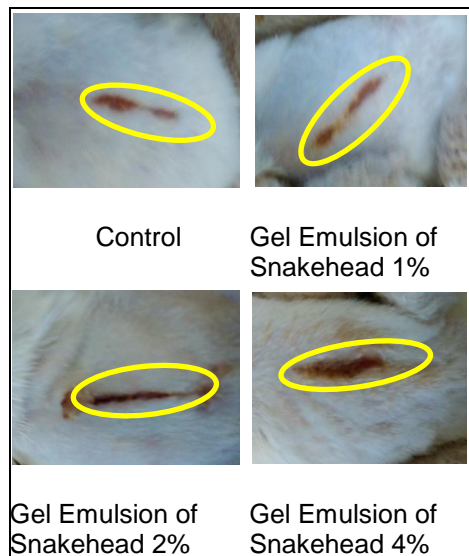 Control
Gel Emulsion of
Snakehead 1%
Gel Emulsion of
Snakehead 2%
Gel Emulsion of
Snakehead 4%